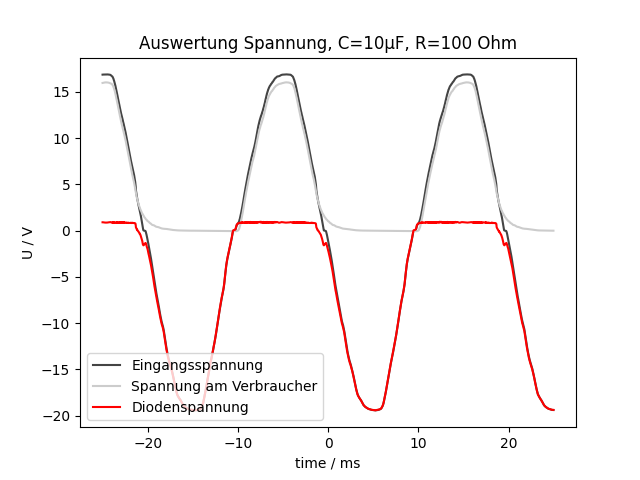 Auswertung Spannung, C=10μF, R=100 Ohm
U / V
15
10
5
0
−5
−10
−15
−20
Eingangsspannung
Spannung am Verbraucher
Diodenspannung
−20 −10 0 10 20
time / ms